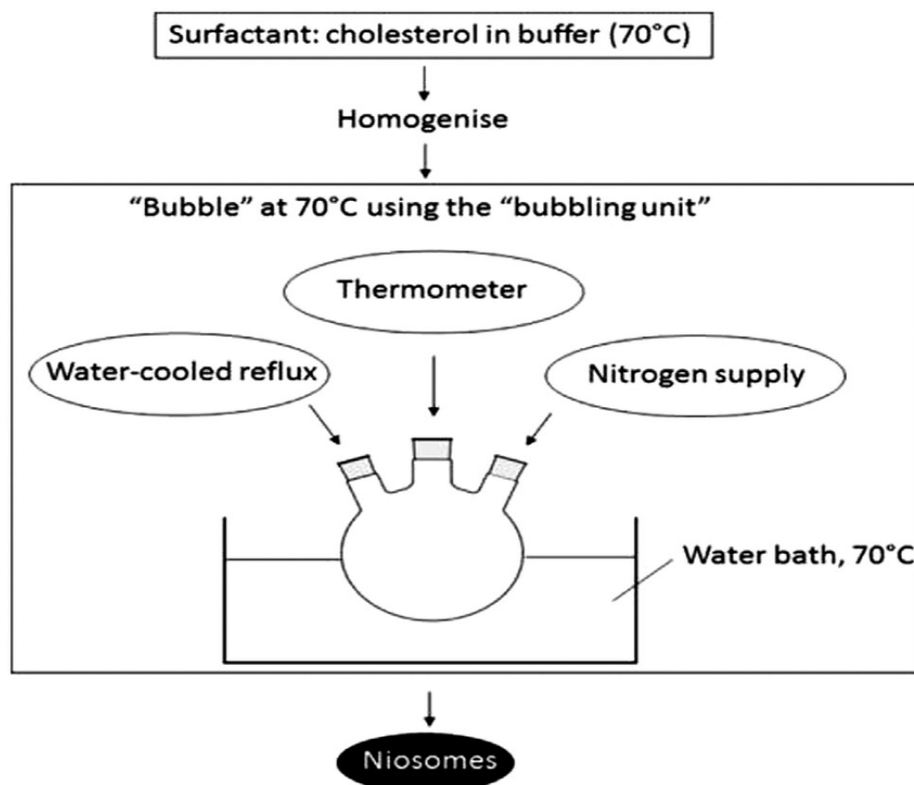 Surfactant: cholesterol in buffer (70°C)
Homogenise
“Bubble” at 70°C using the “bubbling unit”
Thermometer
Water-cooled reflux
Nitrogen supply
Water bath, 70°C
Niosomes